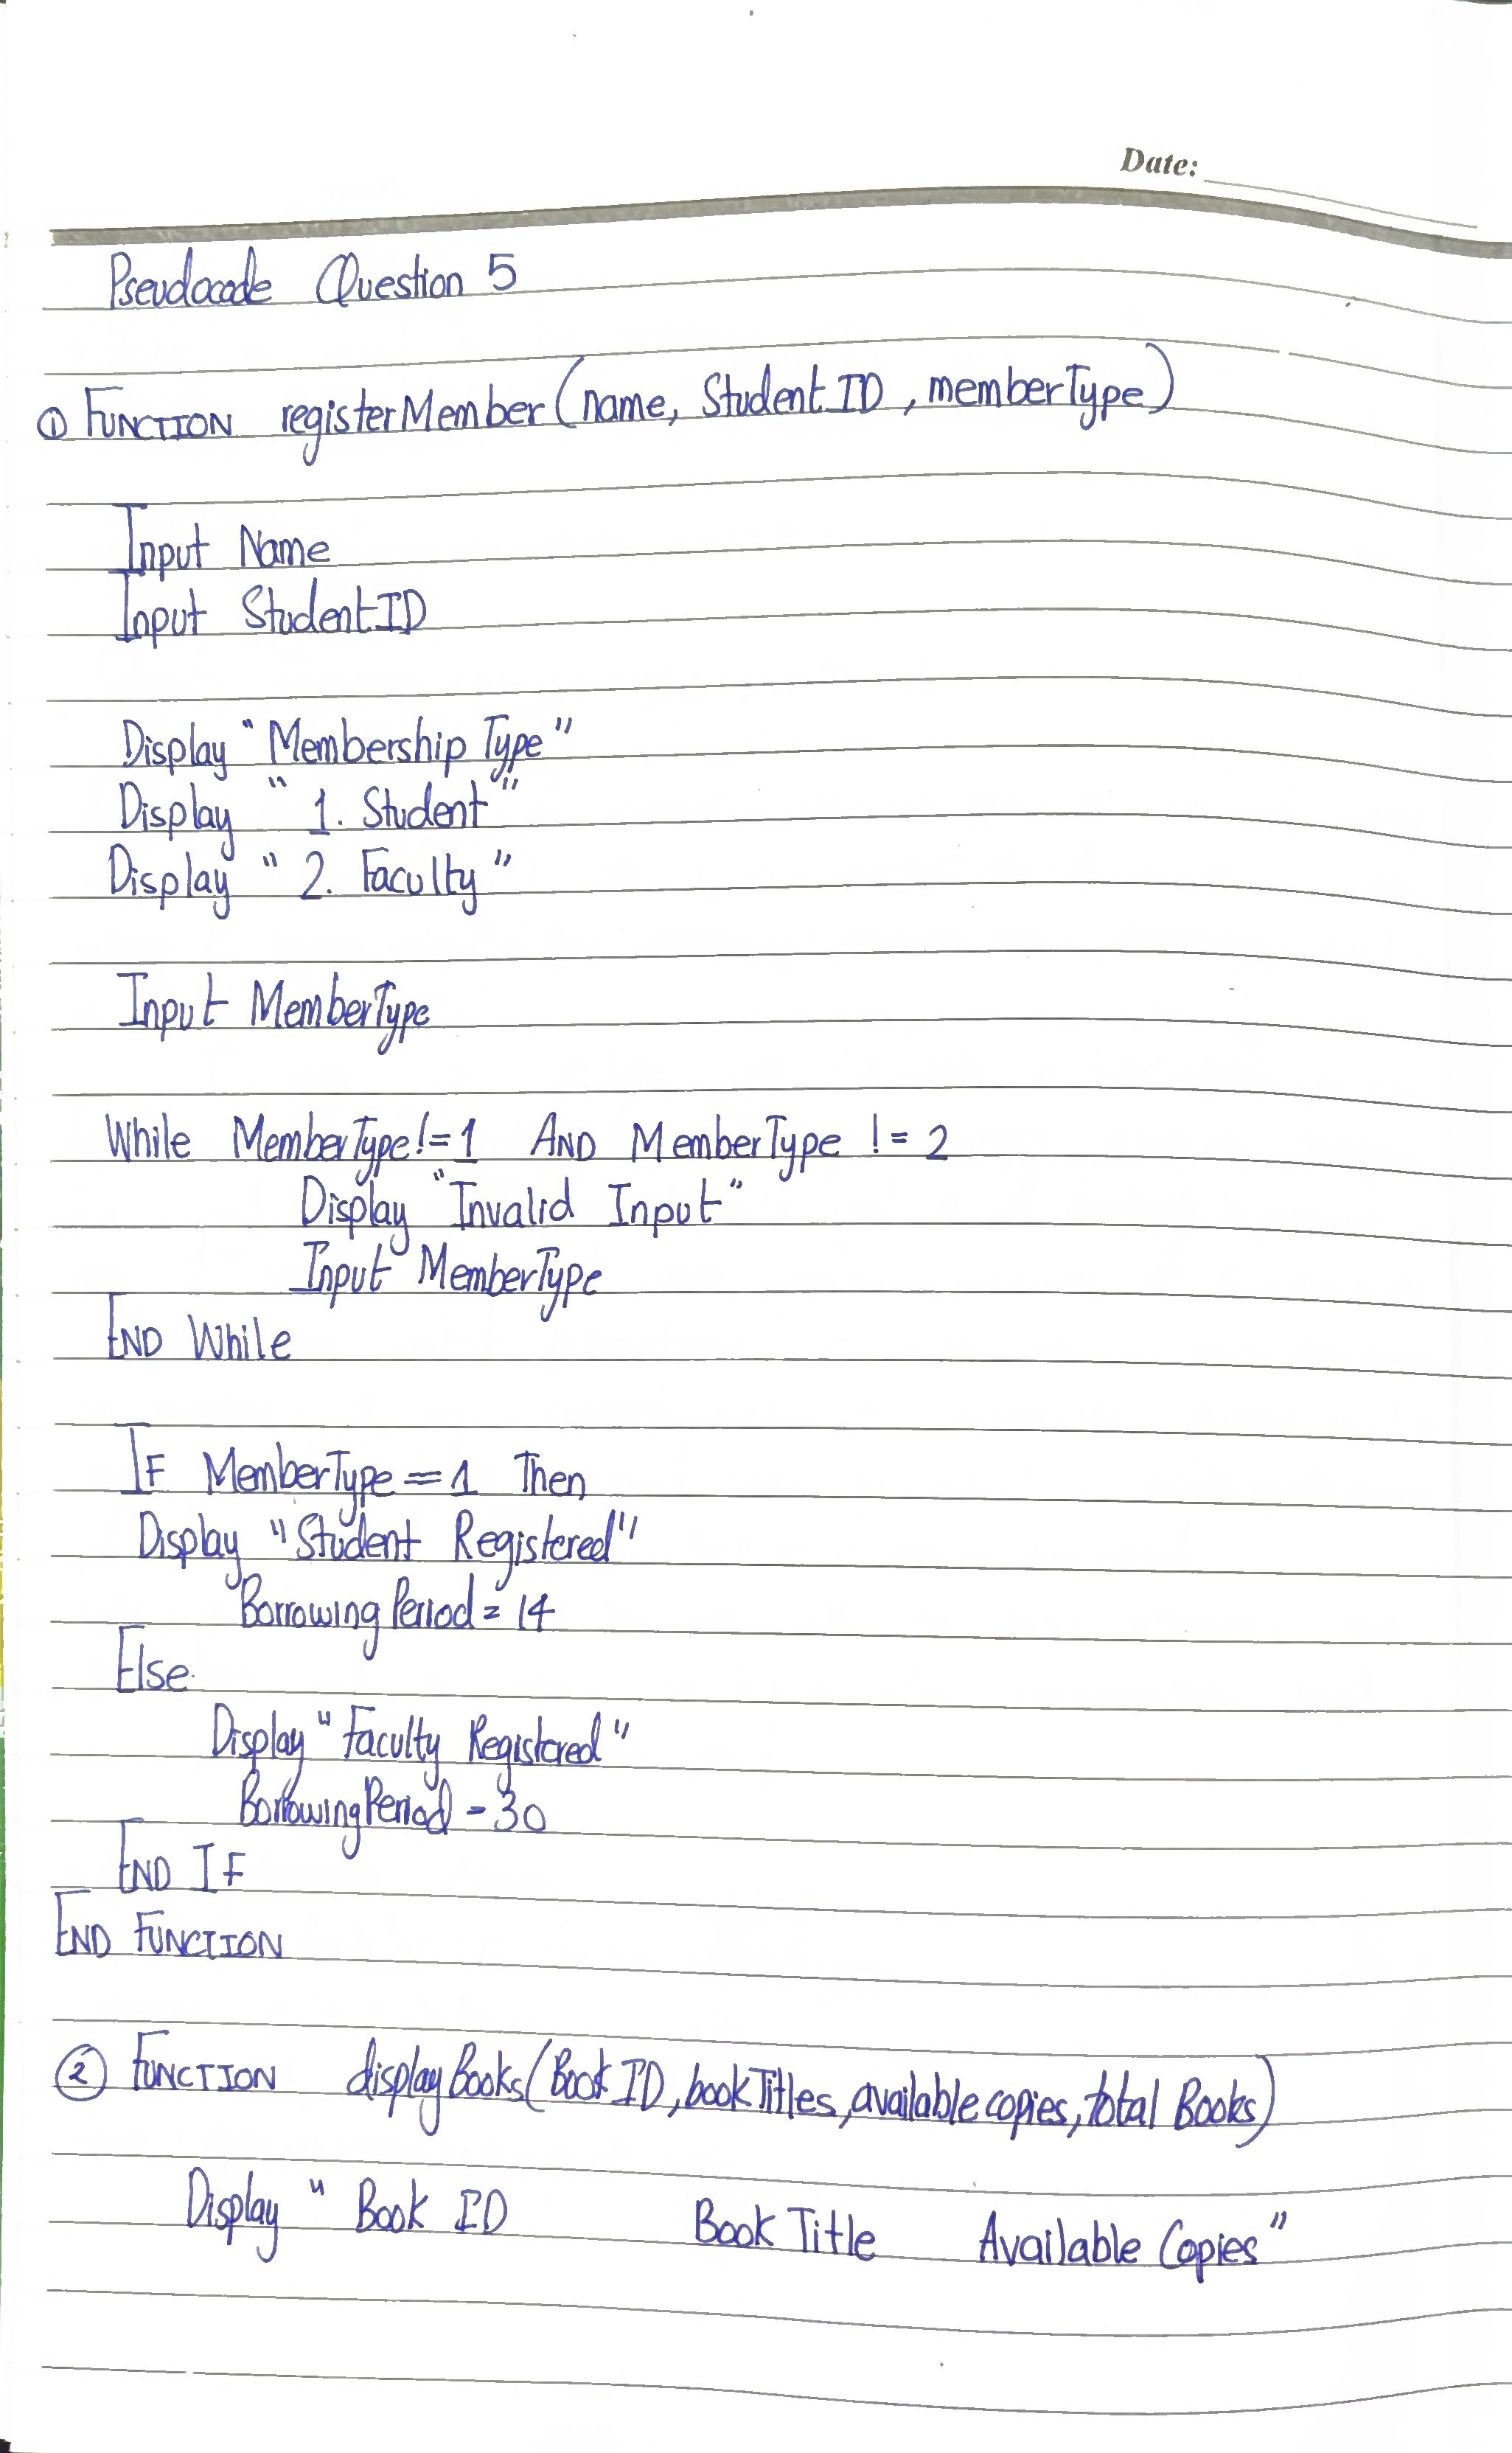 Date:
Pseudocode Question 5
① FUNCTION registerMember(name, StudentID, memberType)
Input Name
Input StudentID
Display "Membership Type"
Display " 1. Student"
Display " 2. Faculty "
Input MemberType
While MemberType != 1 AND MemberType != 2
Display "Invalid Input"
Input MemberType
END While
IF MemberType == 1 Then
Display "Student Registered"
Borrowing Period = 14
Else
Display "Faculty Registered"
BorrowingPeriod = 30
END IF
END FUNCTION
② FUNCTION displayBooks(Book ID, bookTitles, available copies, total Books)
Display " Book ID Book Title Available Copies"